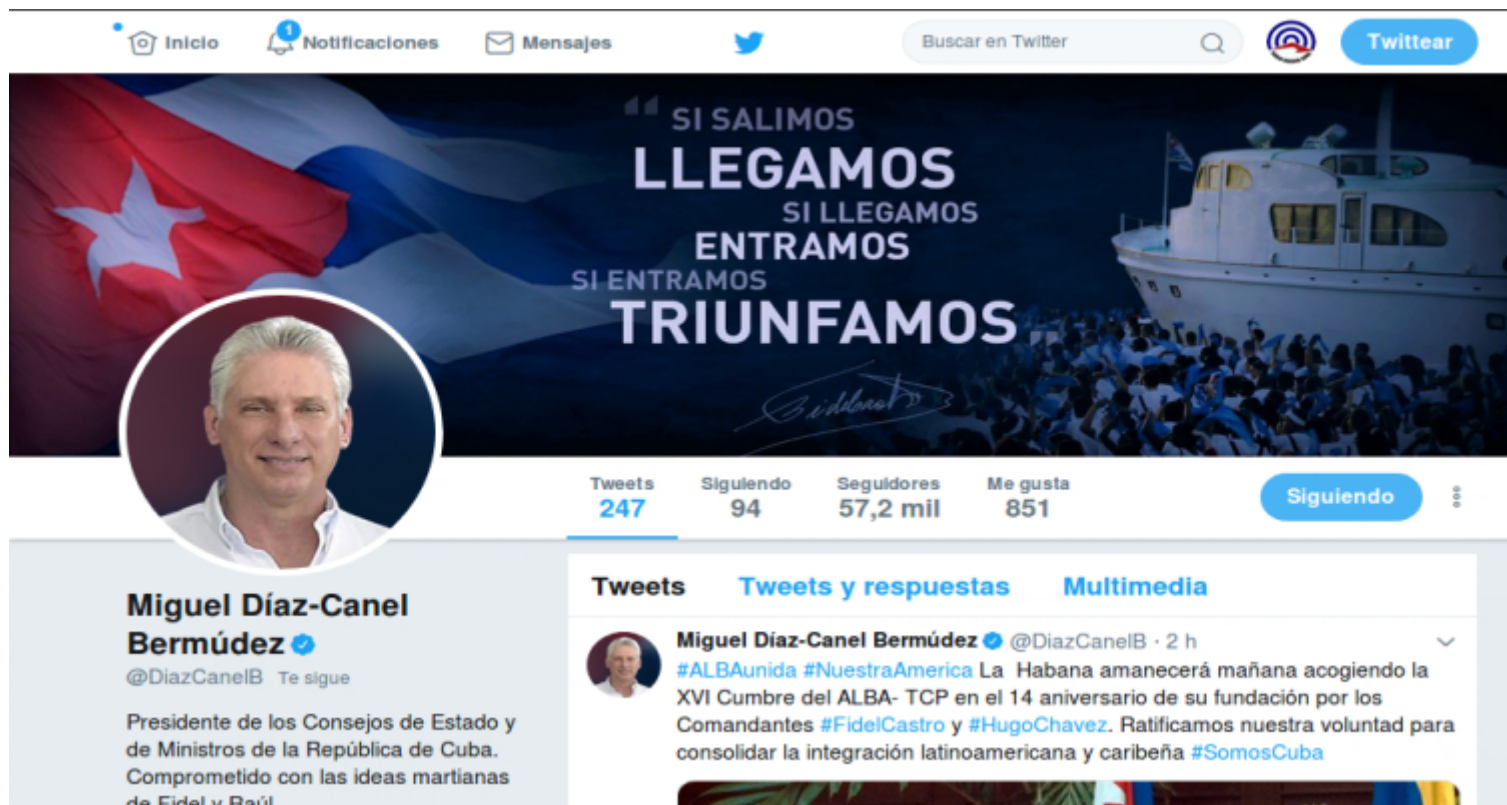 Inicio
1
Notificaciones
Mensajes
Buscar en Twitter
Twittear
“ SI SALIMOS
LLEGAMOS
SI LLEGAMOS
ENTRAMOS
SI ENTRAMOS
TRIUNFAMOS ”
Tweets
247
Siguiendo
94
Seguidores
57,2 mil
Me gusta
851
Siguiendo
Miguel Díaz-Canel
Bermúdez
@DiazCanelB Te sigue
Presidente de los Consejos de Estado y
de Ministros de la República de Cuba.
Comprometido con las ideas martianas
de Fidel y Raúl
Tweets Tweets y respuestas Multimedia
Miguel Díaz-Canel Bermúdez @DiazCanelB · 2 h
#ALBAunida #NuestraAmerica La Habana amanecerá mañana acogiendo la
XVI Cumbre del ALBA- TCP en el 14 aniversario de su fundación por los
Comandantes #FidelCastro y #HugoChavez. Ratificamos nuestra voluntad para
consolidar la integración latinoamericana y caribeña #SomosCuba